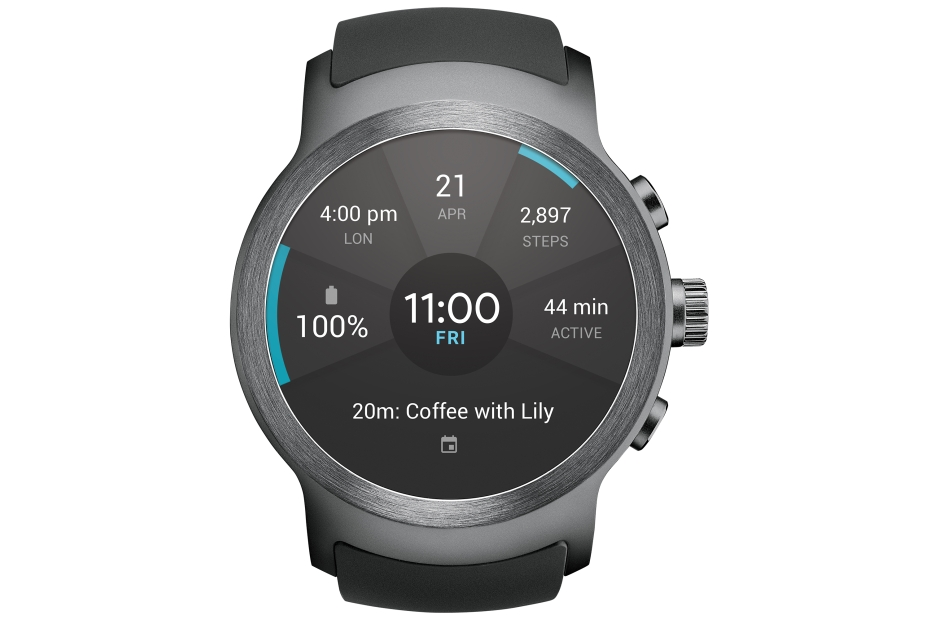 21
APR
4:00 pm
LON
2,897
STEPS
100%
11:00
FRI
44 min
ACTIVE
20m: Coffee with Lily